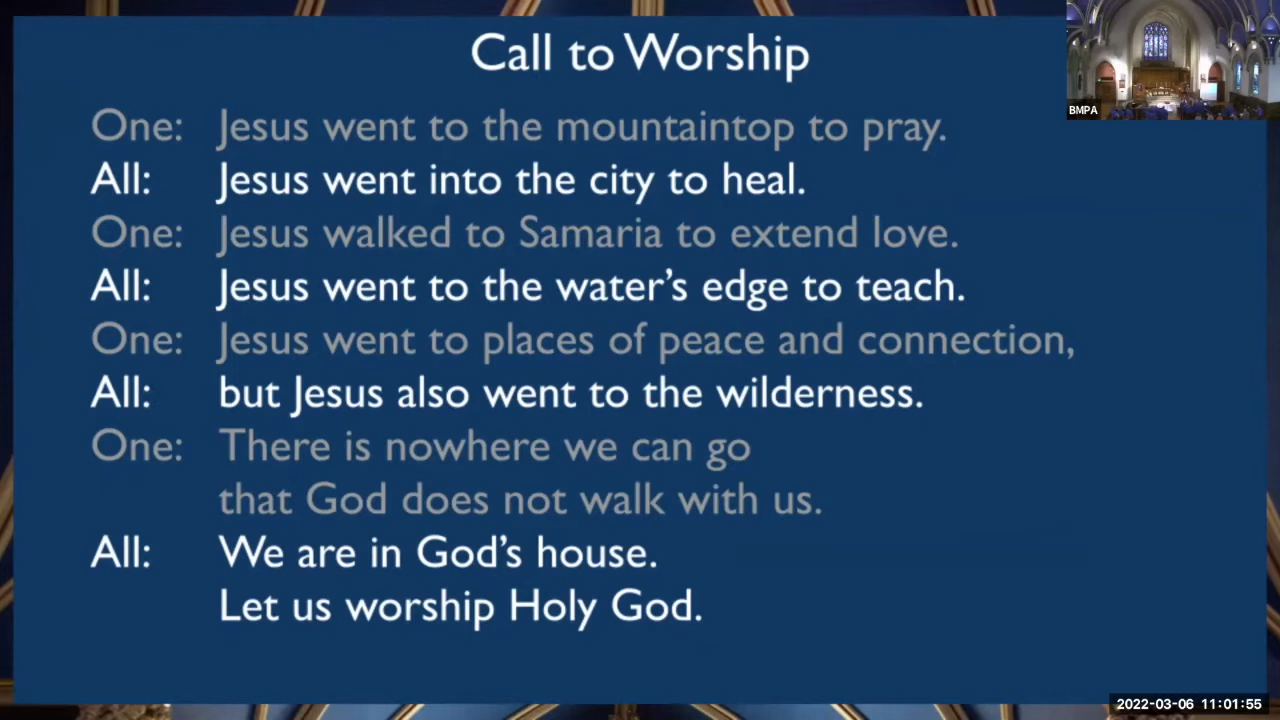 Call to Worship
One: Jesus went to the mountaintop to pray.
All: Jesus went into the city to heal.
One: Jesus walked to Samaria to extend love.
All: Jesus went to the water’s edge to teach.
One: Jesus went to places of peace and connection,
All: but Jesus also went to the wilderness.
One: There is nowhere we can go
that God does not walk with us.
All: We are in God’s house.
Let us worship Holy God.
BMPA
2022-03-06 11:01:55